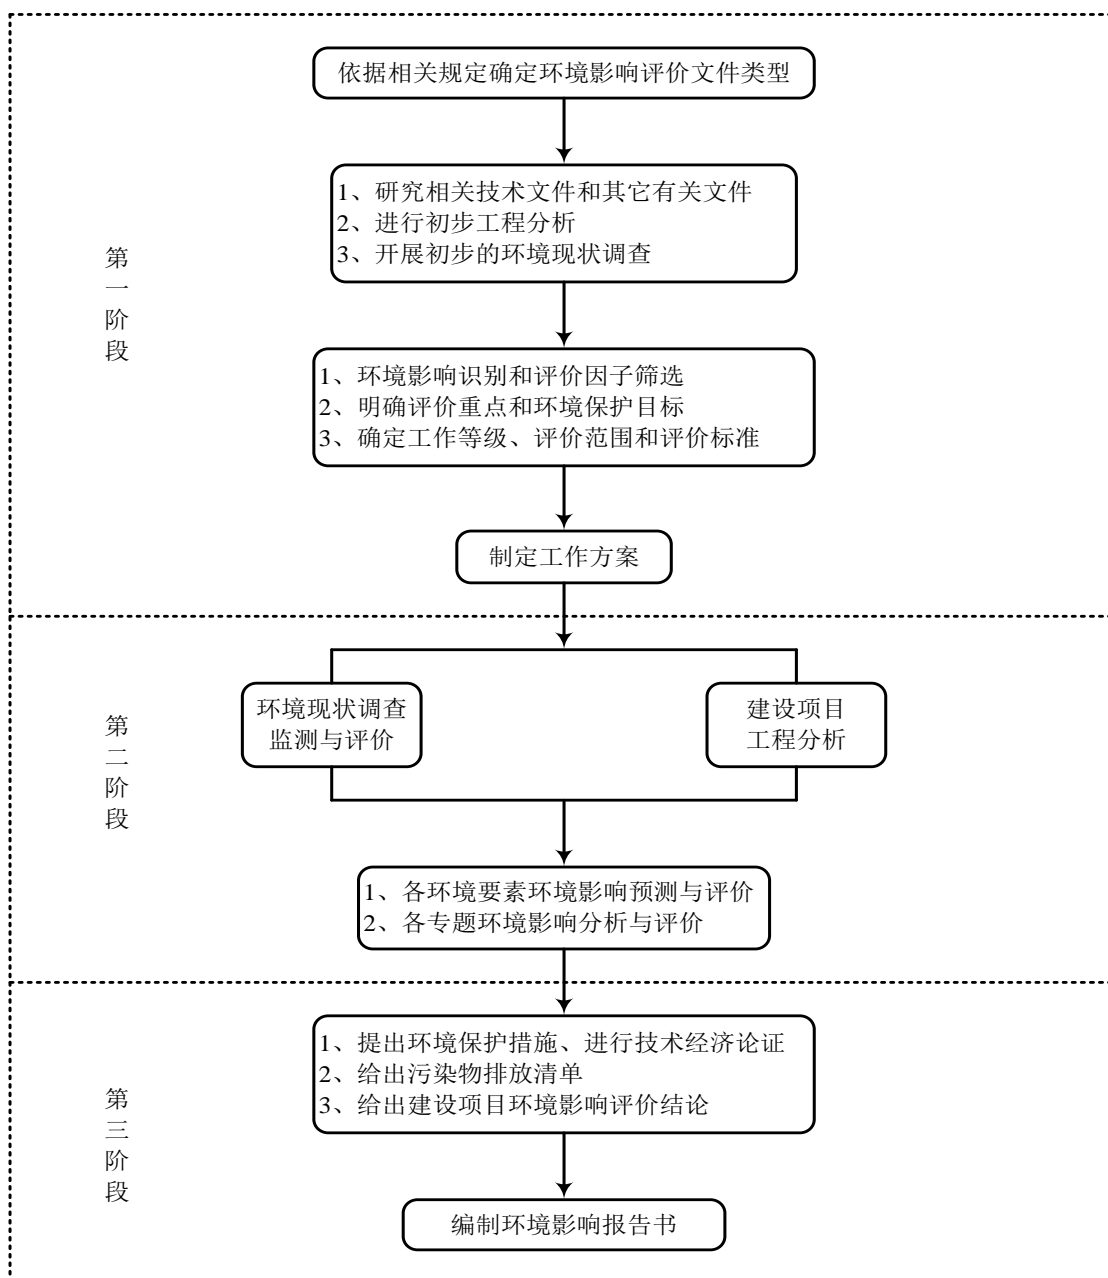 依据相关规定确定环境影响评价文件类型
1、研究相关技术文件和其它有关文件
2、进行初步工程分析
3、开展初步的环境现状调查
第一阶段
1、环境影响识别和评价因子筛选
2、明确评价重点和环境保护目标
3、确定工作等级、评价范围和评价标准
制定工作方案
第二阶段
环境现状调查
监测与评价
建设项目
工程分析
1、各环境要素环境影响预测与评价
2、各专题环境影响分析与评价
第三阶段
1、提出环境保护措施、进行技术经济论证
2、给出污染物排放清单
3、给出建设项目环境影响评价结论
编制环境影响报告书